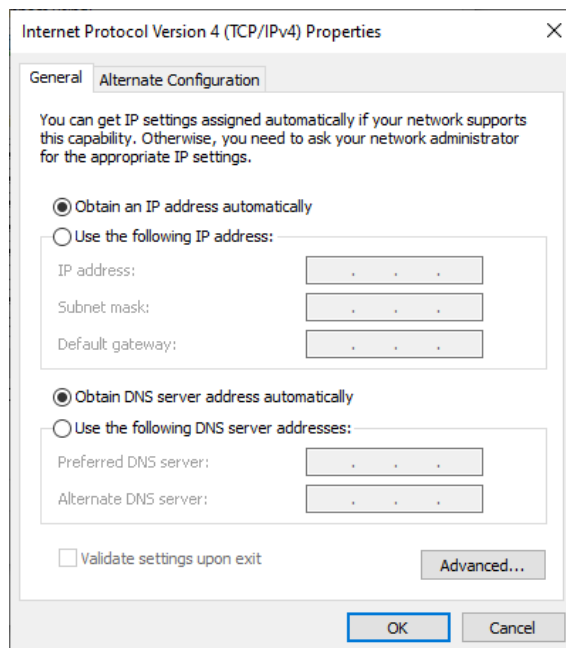 Internet Protocol Version 4 (TCP/IPv4) Properties
General
Alternate Configuration
You can get IP settings assigned automatically if your network supports
this capability. Otherwise, you need to ask your network administrator
for the appropriate IP settings.
Obtain an IP address automatically
Use the following IP address:
IP address:
Subnet mask:
Default gateway:
Obtain DNS server address automatically
Use the following DNS server addresses:
Preferred DNS server:
Alternate DNS server:
Validate settings upon exit
Advanced...
OK
Cancel